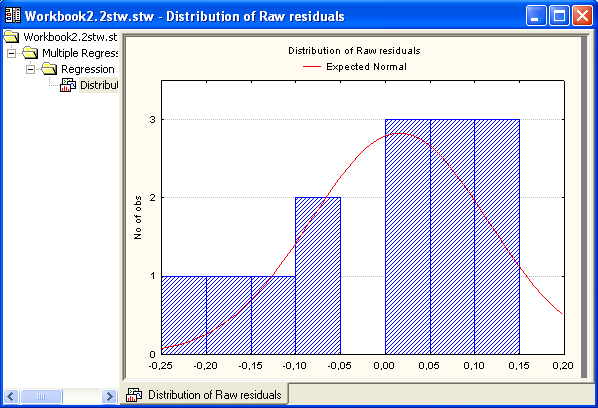 Workbook2.2stw.stw - Distribution of Raw residuals
Workbook2.2stw.st
Multiple Regress
Regression
Distribut
Distribution of Raw residuals
Expected Normal
No of obs
3
2
1
0
-0,25 -0,20 -0,15 -0,10 -0,05 0,00 0,05 0,10 0,15 0,20
Distribution of Raw residuals